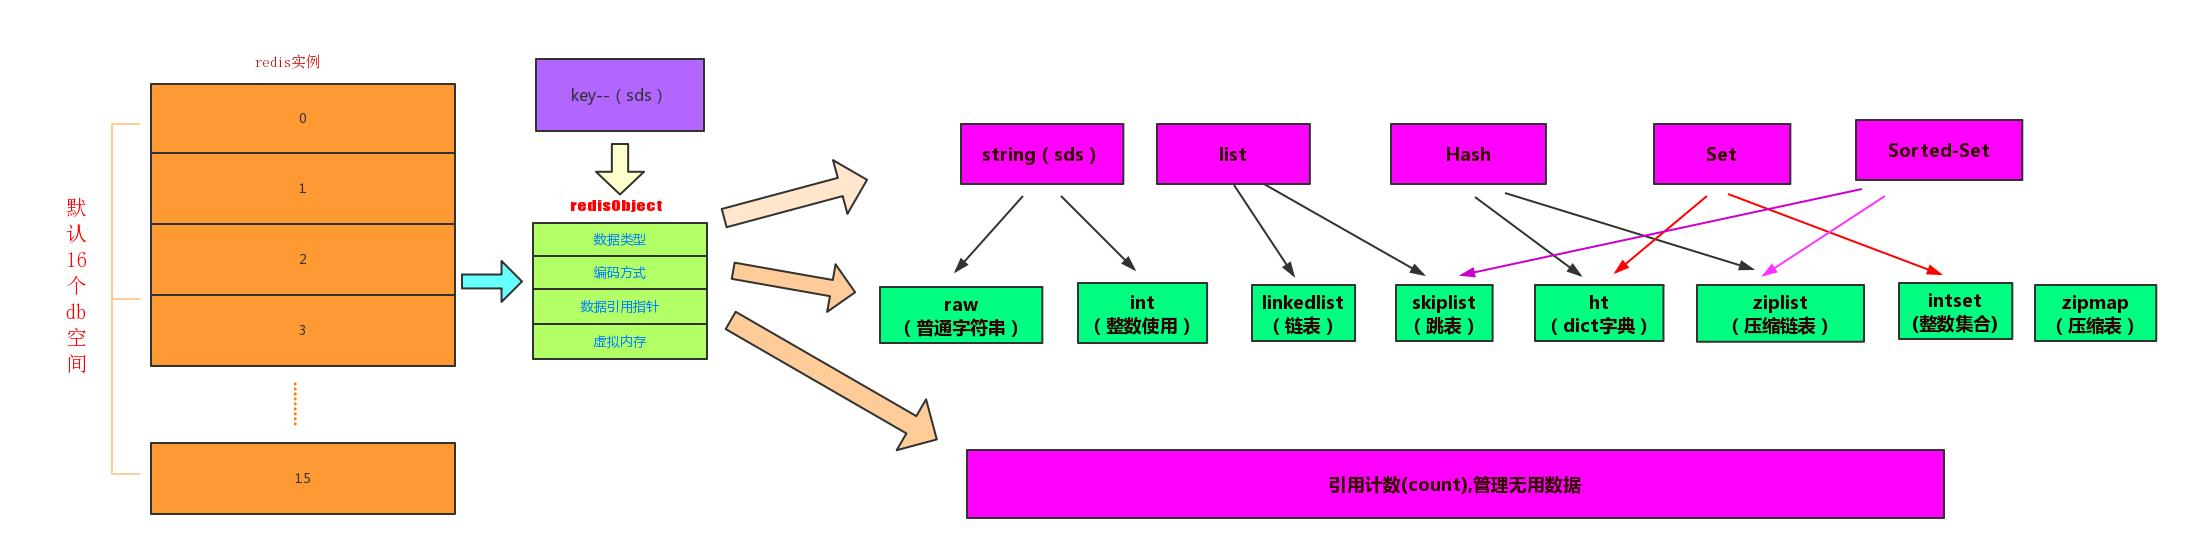 redis实例
默认16个db空间
0
1
2
3
15
key--（sds）
redisObject
数据类型
编码方式
数据引用指针
虚拟内存
string（sds）
list
Hash
Set
Sorted-Set
raw
（普通字符串）
int
（整数使用）
linkedlist
（链表）
skiplist
（跳表）
ht
（dict字典）
ziplist
（压缩链表）
intset
(整数集合)
zipmap
（压缩表）
引用计数(count),管理无用数据